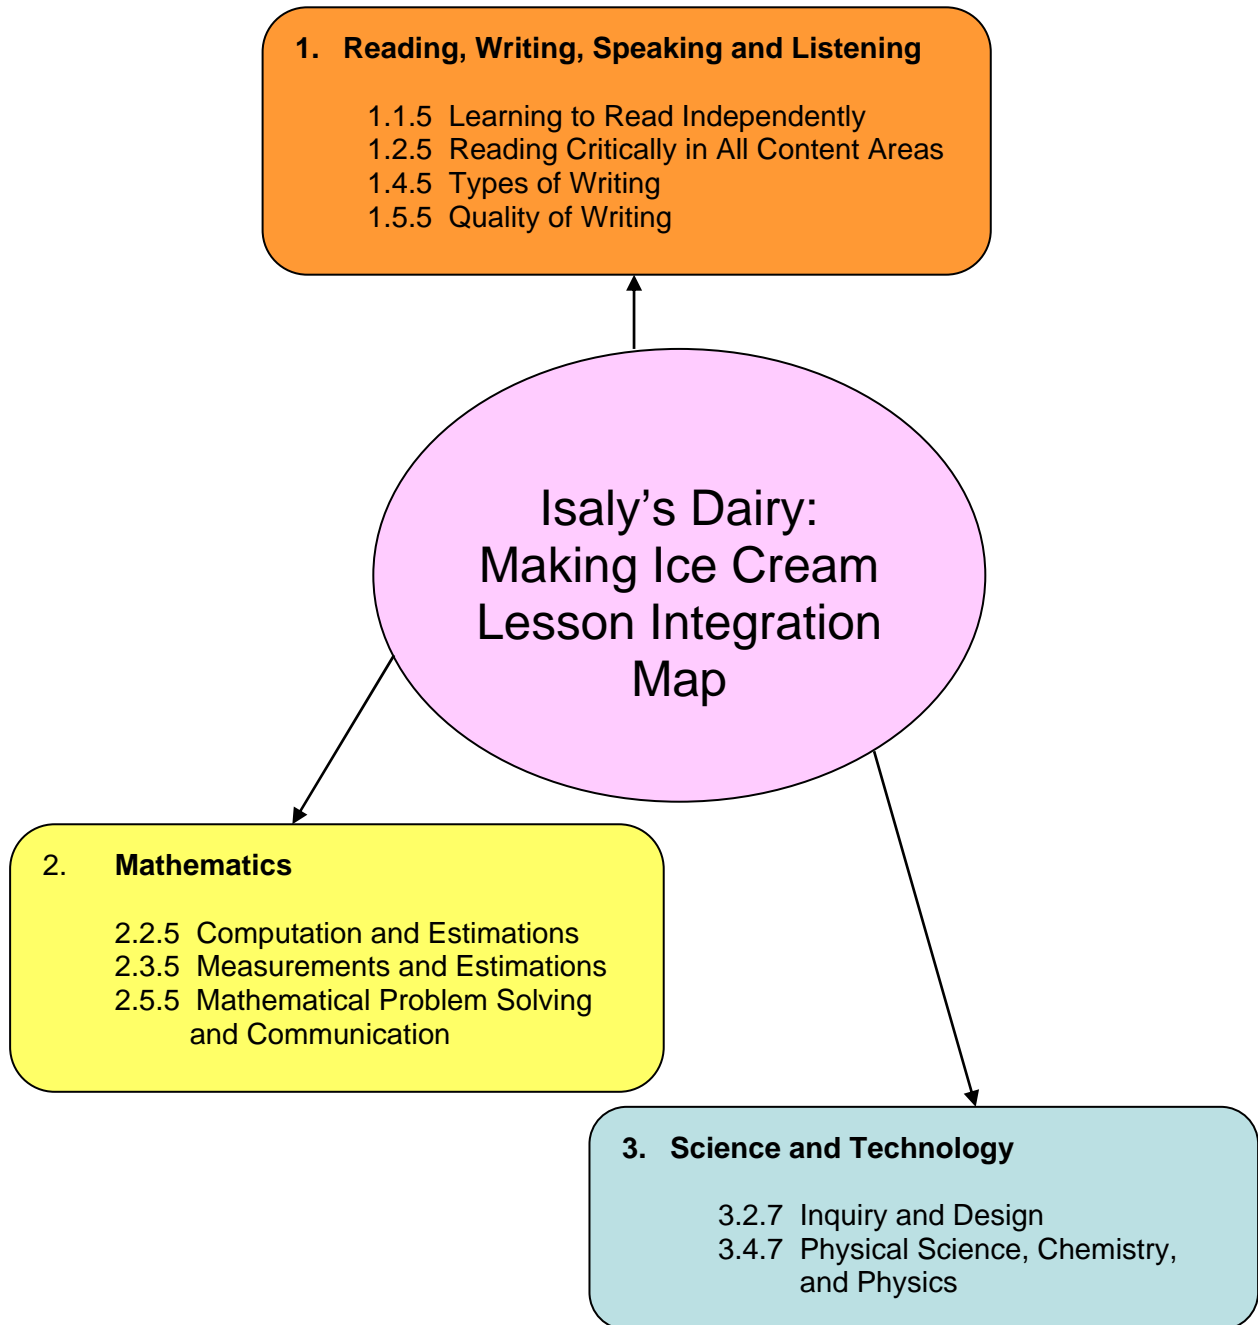 1. Reading, Writing, Speaking and Listening
1.1.5 Learning to Read Independently
1.2.5 Reading Critically in All Content Areas
1.4.5 Types of Writing
1.5.5 Quality of Writing
Isaly’s Dairy:
Making Ice Cream
Lesson Integration
Map
2. Mathematics
2.2.5 Computation and Estimations
2.3.5 Measurements and Estimations
2.5.5 Mathematical Problem Solving
and Communication
3. Science and Technology
3.2.7 Inquiry and Design
3.4.7 Physical Science, Chemistry,
and Physics